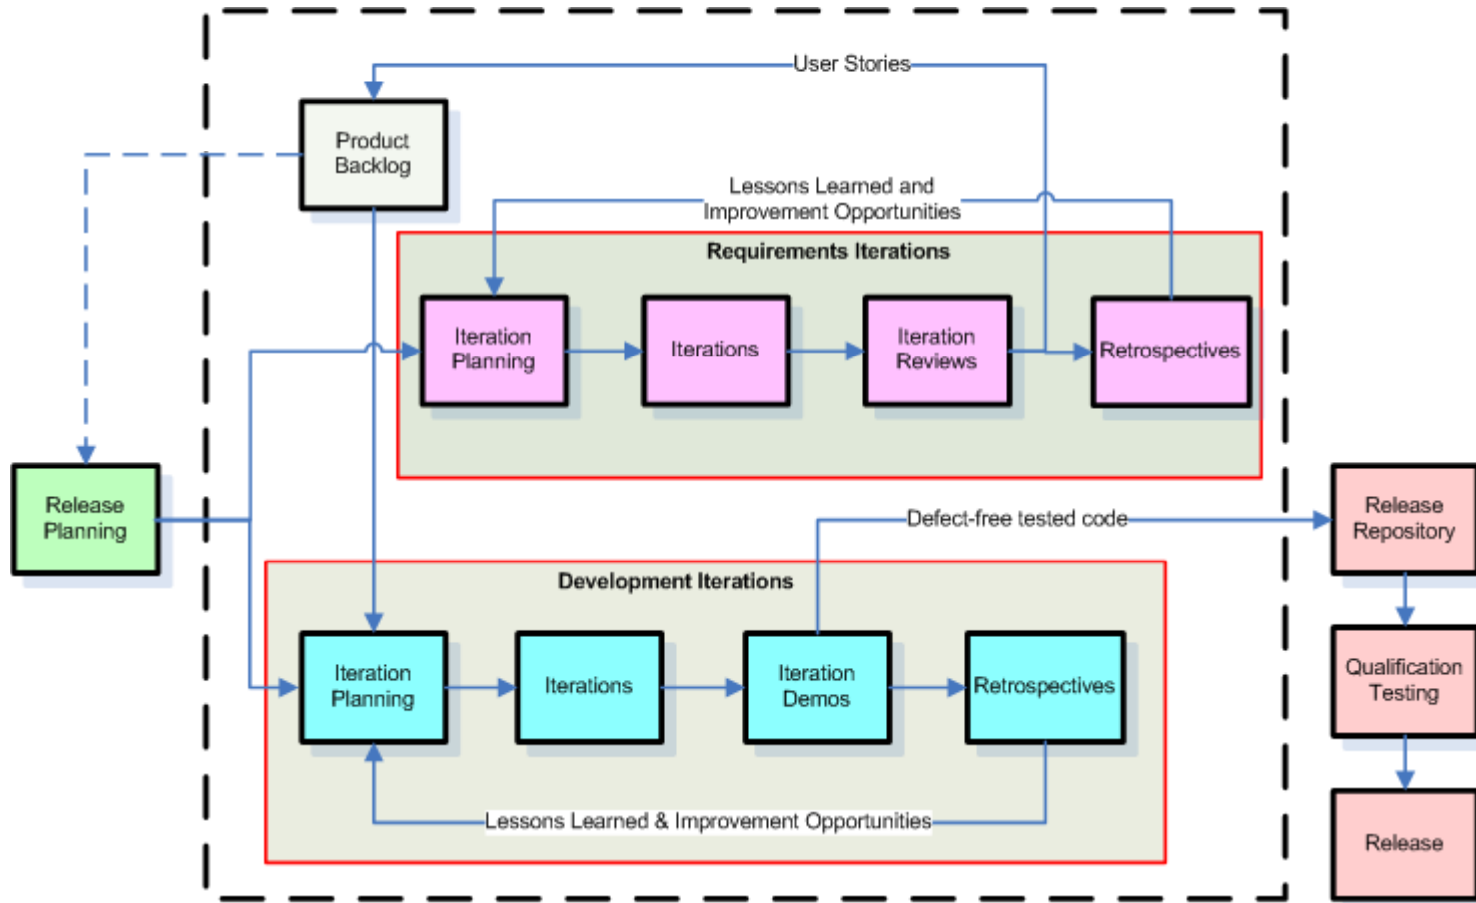 User Stories
Product
Backlog
Lessons Learned and
Improvement Opportunities
Requirements Iterations
Iteration
Planning
Iterations
Iteration
Reviews
Retrospectives
Release
Planning
Defect-free tested code
Release
Repository
Development Iterations
Iteration
Planning
Iterations
Iteration
Demos
Retrospectives
Qualification
Testing
Lessons Learned & Improvement Opportunities
Release